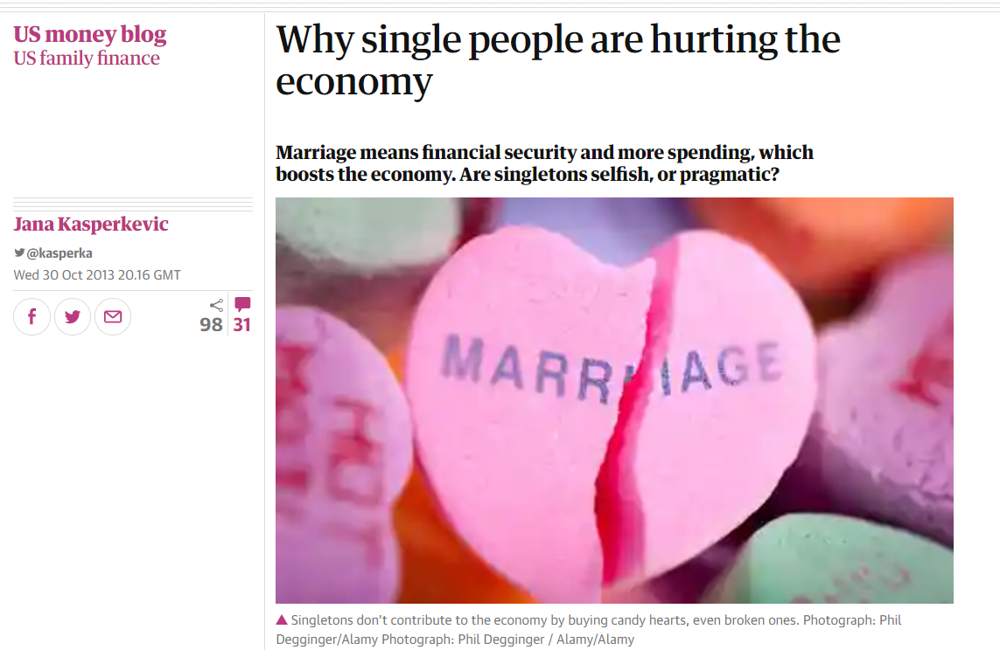 US money blog
US family finance
Why single people are hurting the
economy
Marriage means financial security and more spending, which
boosts the economy. Are singletons selfish, or pragmatic?
Jana Kasperkevic
@kasperka
Wed 30 Oct 2013 20.16 GMT
98 31
MARRIAGE
HOT
Singletons don't contribute to the economy by buying candy hearts, even broken ones. Photograph: Phil
Degginger/Alamy Photograph: Phil Degginger / Alamy/Alamy